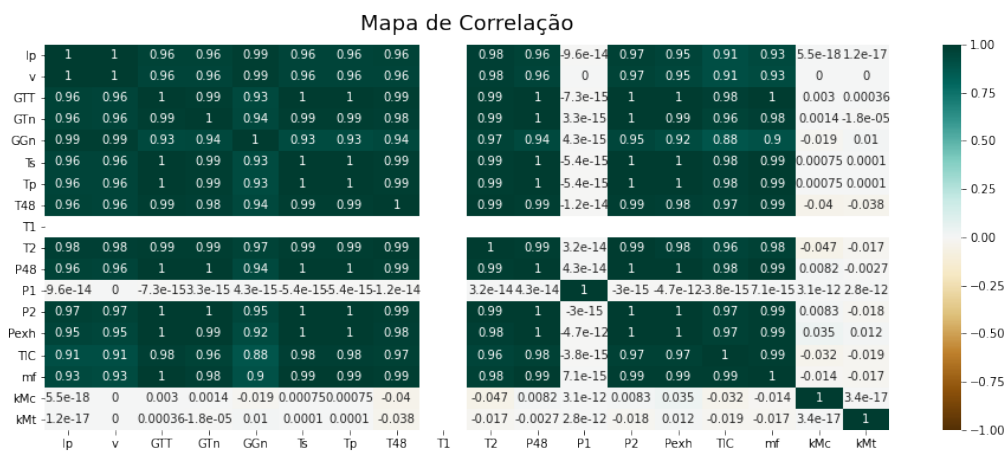 Mapa de Correlação
lp 1 1 0.96 0.96 0.99 0.96 0.96 0.96 0.98 0.96 -9.6e-14 0.97 0.95 0.91 0.93 5.5e-18 1.2e-17
v 1 1 0.96 0.96 0.99 0.96 0.96 0.96 0.98 0.96 0 0.97 0.95 0.91 0.93 0 0
GTT 0.96 0.96 1 0.99 0.93 1 1 0.99 0.99 1 -7.3e-15 1 1 0.98 1 0.003 0.00036
GTn 0.96 0.96 0.99 1 0.94 0.99 0.99 0.98 0.99 1 3.3e-15 1 0.99 0.96 0.98 0.0014 -1.8e-05
GGn 0.99 0.99 0.93 0.94 1 0.93 0.93 0.94 0.97 0.94 4.3e-15 0.95 0.92 0.88 0.9 -0.019 0.01
Ts 0.96 0.96 1 0.99 0.93 1 1 0.99 0.99 1 -5.4e-15 1 1 0.98 0.99 0.00075 0.0001
Tp 0.96 0.96 1 0.99 0.93 1 1 0.99 0.99 1 -5.4e-15 1 1 0.98 0.99 0.00075 0.0001
T48 0.96 0.96 0.99 0.98 0.94 0.99 0.99 1 0.99 0.99 -1.2e-14 0.99 0.98 0.97 0.99 -0.04 -0.038
T1
T2 0.98 0.98 0.99 0.99 0.97 0.99 0.99 0.99 1 0.99 3.2e-14 0.99 0.98 0.96 0.98 -0.047 -0.017
P48 0.96 0.96 1 1 0.94 1 1 0.99 0.99 1 4.3e-14 1 1 0.98 0.99 0.0082 -0.0027
P1 -9.6e-14 0 -7.3e-15 3.3e-15 4.3e-15 -5.4e-15 -5.4e-15 -1.2e-14 3.2e-14 4.3e-14 1 -3e-15 -4.7e-12 -3.8e-15 7.1e-15 3.1e-12 2.8e-12
P2 0.97 0.97 1 1 0.95 1 1 0.99 0.99 1 -3e-15 1 1 0.97 0.99 0.0083 -0.018
Pexh 0.95 0.95 1 0.99 0.92 1 1 0.98 0.98 1 -4.7e-12 1 1 0.97 0.99 0.035 0.012
TIC 0.91 0.91 0.98 0.96 0.88 0.98 0.98 0.97 0.96 0.98 -3.8e-15 0.97 0.97 1 0.99 -0.032 -0.019
mf 0.93 0.93 1 0.98 0.9 0.99 0.99 0.99 0.98 0.99 7.1e-15 0.99 0.99 0.99 1 -0.014 -0.017
kMc -5.5e-18 0 0.003 0.0014 -0.019 0.00075 0.00075 -0.04 -0.047 0.0082 3.1e-12 0.0083 0.035 -0.032 -0.014 1 3.4e-17
kMt -1.2e-17 0 0.00036 -1.8e-05 0.01 0.0001 0.0001 -0.038 -0.017 -0.0027 2.8e-12 -0.018 0.012 -0.019 -0.017 3.4e-17 1
lp v GTT GTn GGn Ts Tp T48 T1 T2 P48 P1 P2 Pexh TIC mf kMc kMt
1.00
0.75
0.50
0.25
0.00
-0.25
-0.50
-0.75
-1.00